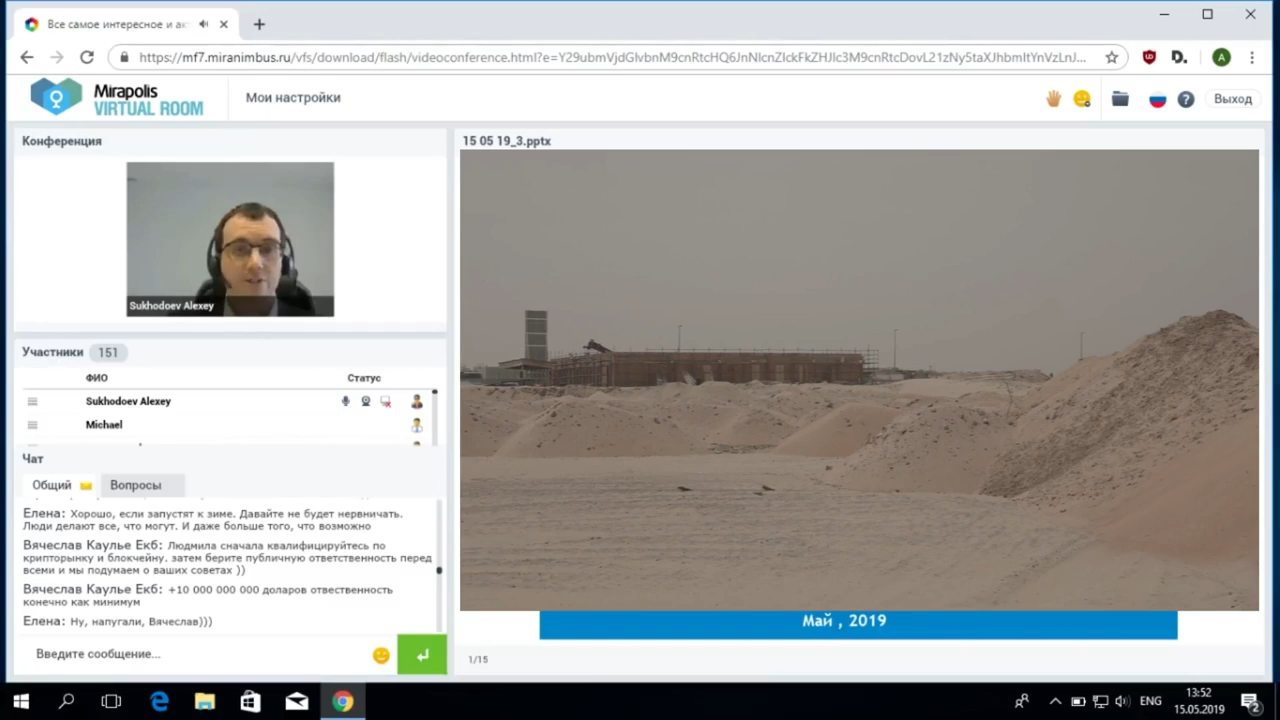 Все самое интересное и ак
https://mf7.miranimbus.ru/vfs/download/flash/videoconference.html?e=Y29ubmVjdGlvbnM9cnRtcHQ6JnNlcnZlckFkZHJlc3M9cnRtcDovL21zNy5taXJhbmltYnVzLnJ...
Mirapolis
VIRTUAL ROOM
Мои настройки
Выход
Конференция
Sukhodoev Alexey
Участники 151
ФИО Статус
Sukhodoev Alexey
Michael
Чат
Общий Вопросы
Елена: Хорошо, если запустят к зиме. Давайте не будет нервничать.
Люди делают все, что могут. И даже больше того, что возможно
Вячеслав Каулье Екб: Людмила сначала квалифицируйтесь по
крипторынку и блокчейну. затем берите публичную ответственность перед
всеми и мы подумаем о ваших советах ))
Вячеслав Каулье Екб: +10 000 000 000 доларов отвественность
конечно как минимум
Елена: Ну, напугали, Вячеслав)))
Введите сообщение...
15 05 19_3.pptx
Май , 2019
1/15
ENG
13:52
15.05.2019
2